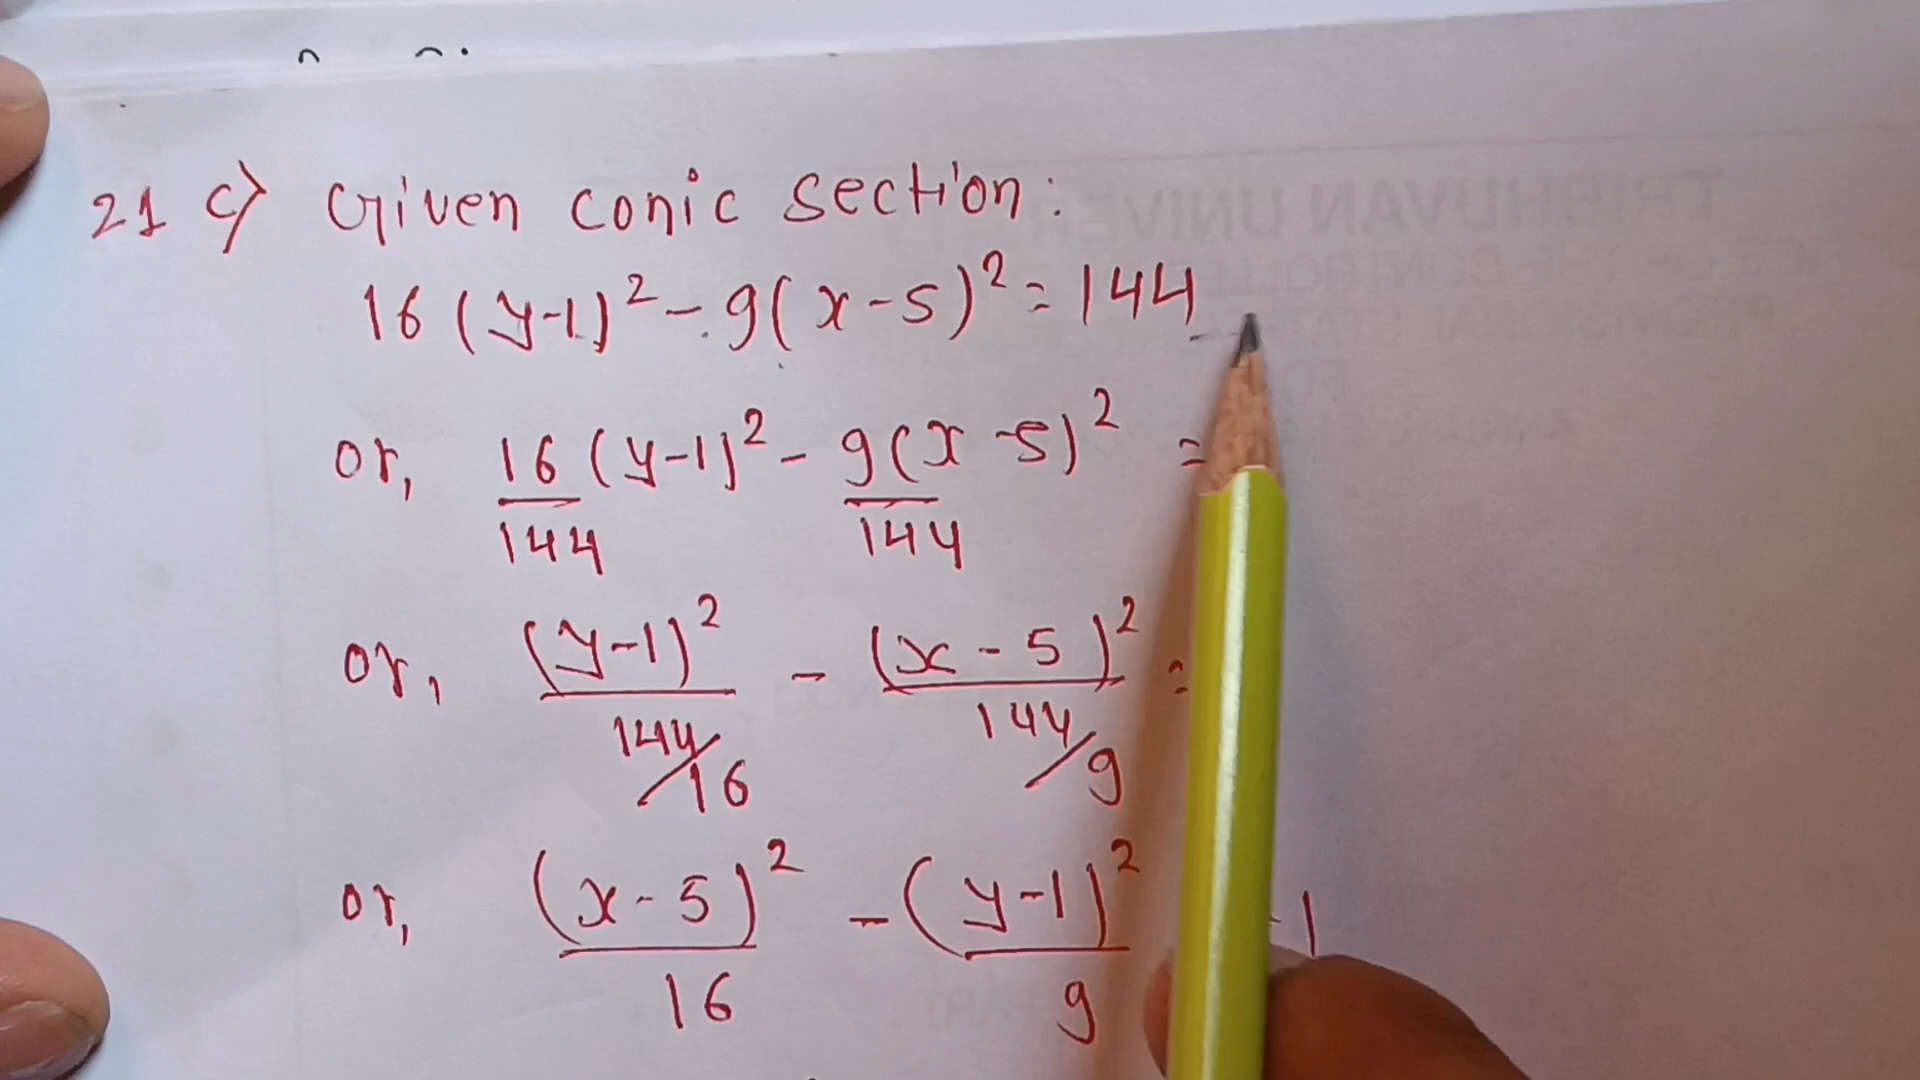 21 c) Given conic section:
16(y-1)² - 9(x-5)² = 144
or, 16/144 (y-1)² - 9(x-5)²/144 =
or, (y-1)²/(144/16) - (x-5)²/(144/9) =
or, (x-5)²/16 - (y-1)²/9 -1